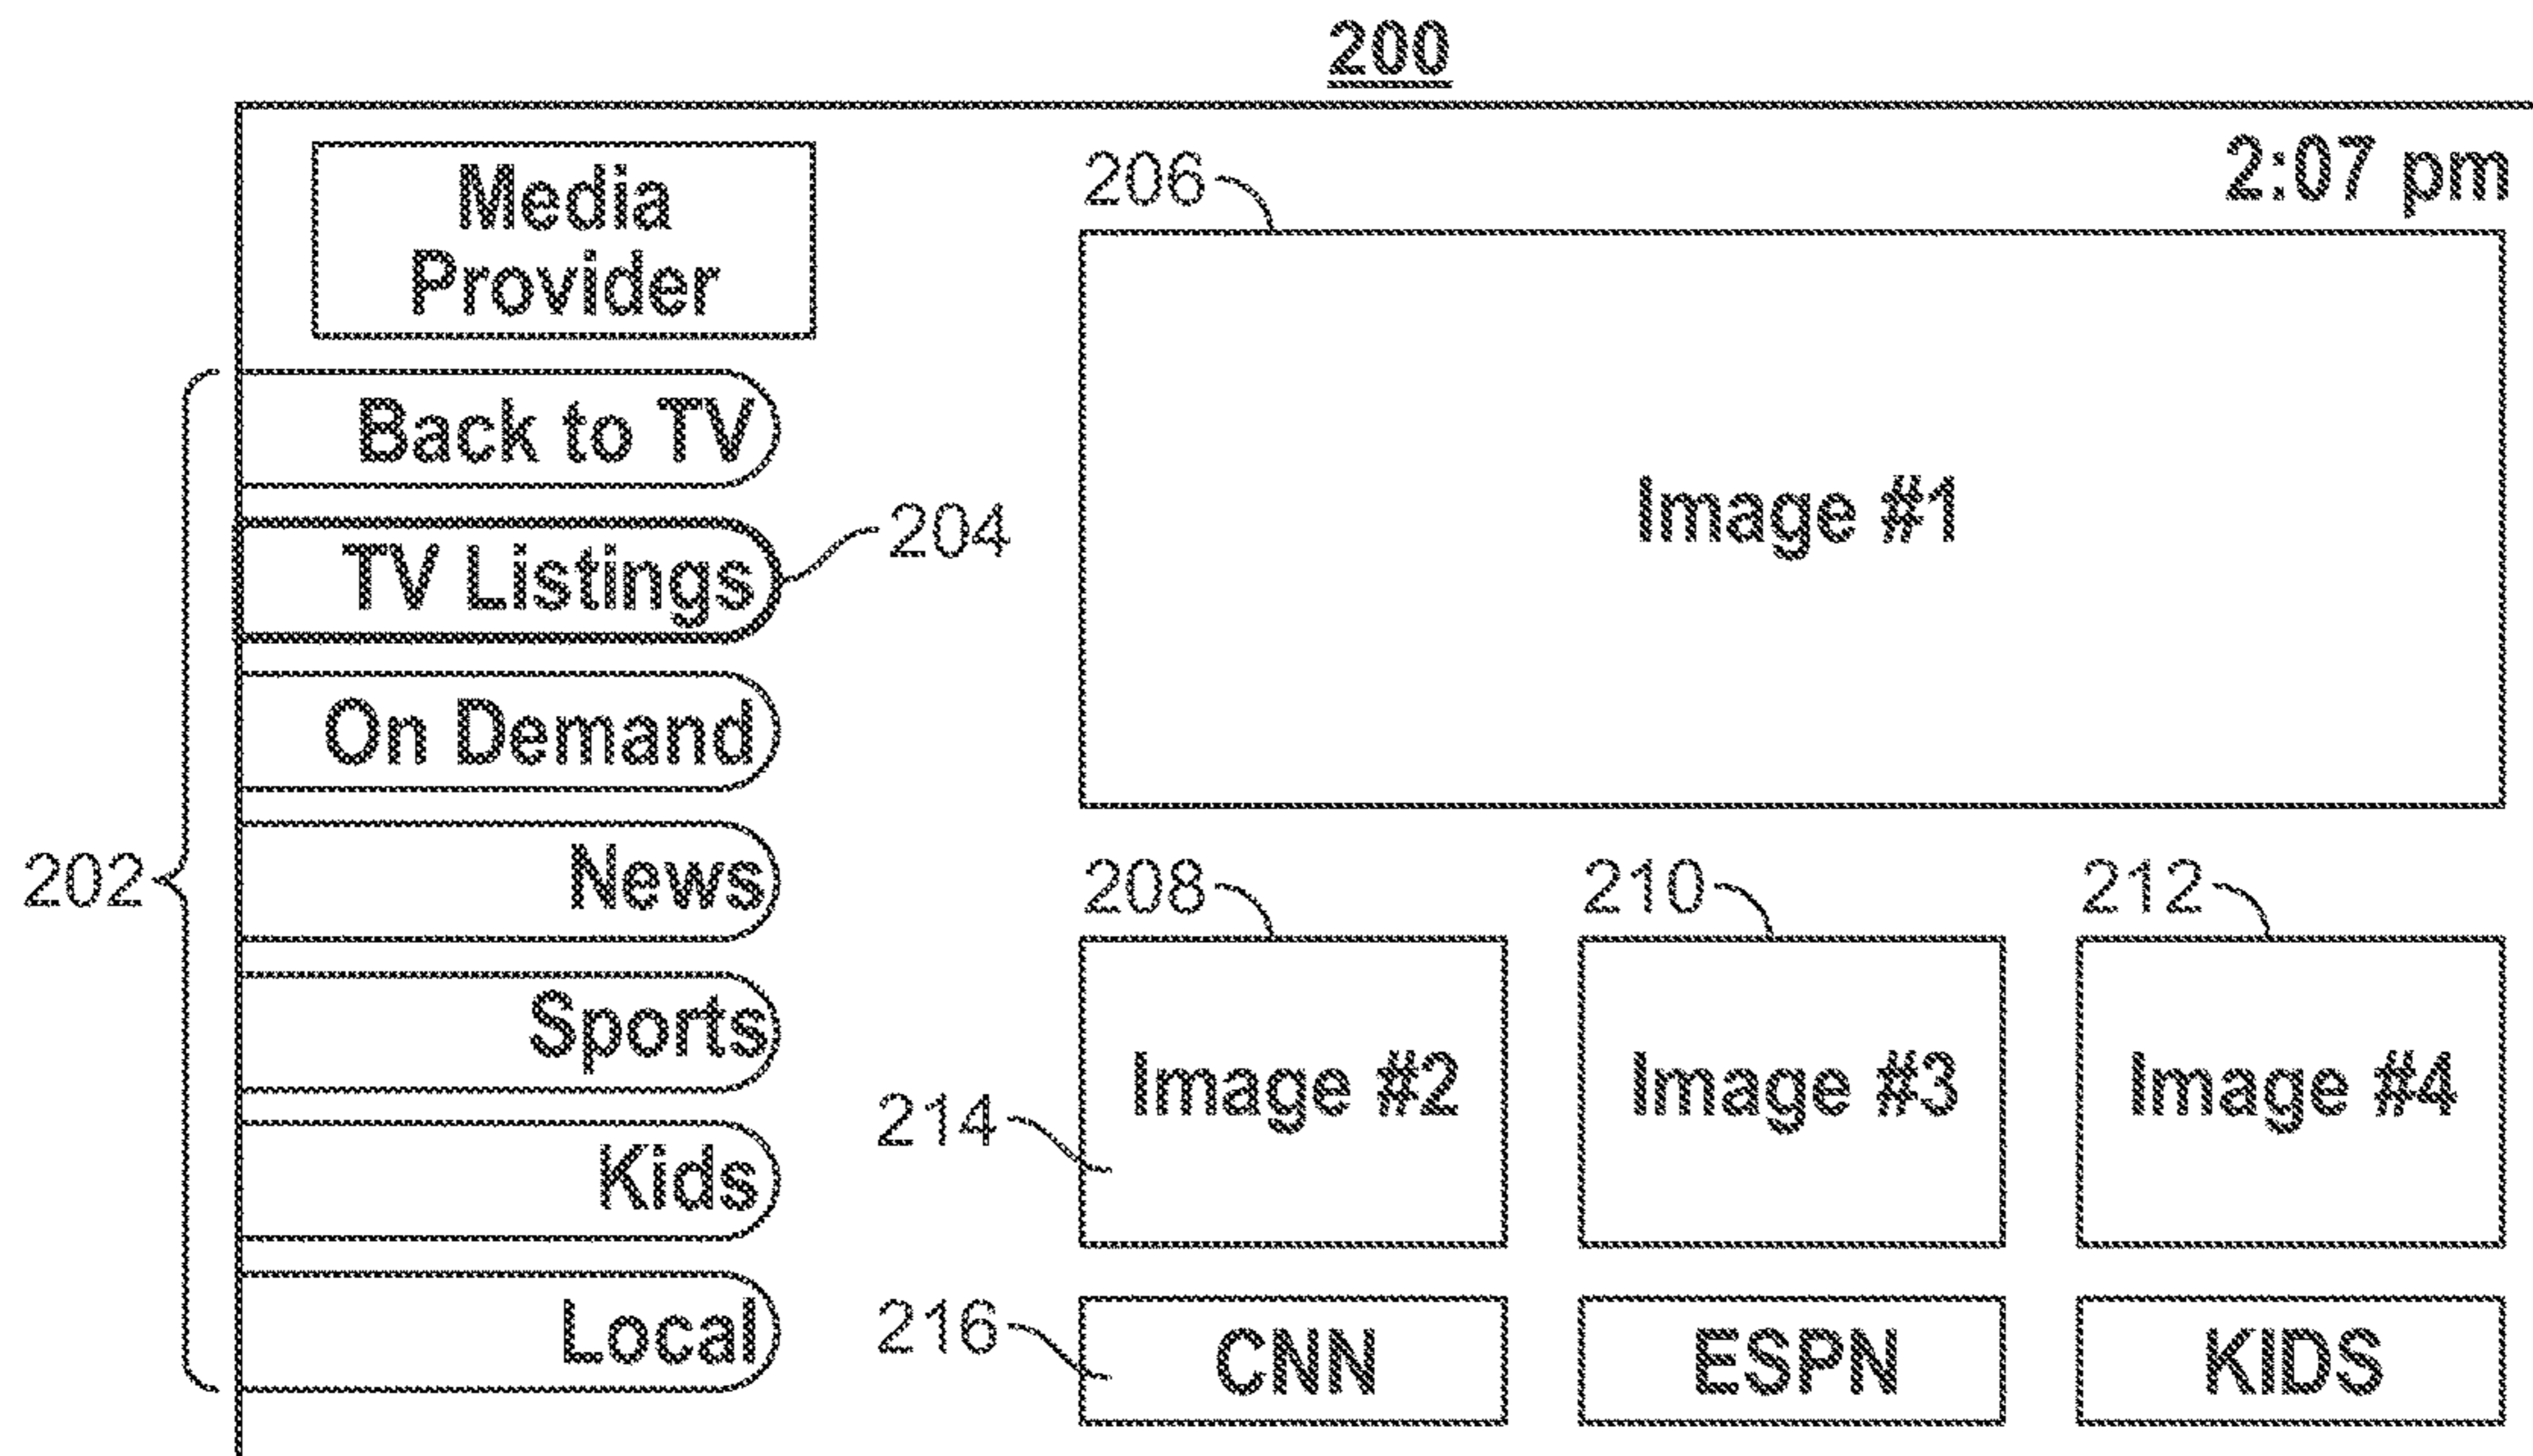 200
2:07 pm
Media
Provider
206
Back to TV
Image #1
204
TV Listings
On Demand
202
News
208
210
212
Sports
Image #2
Image #3
Image #4
214
Kids
Local
216
CNN
ESPN
KIDS